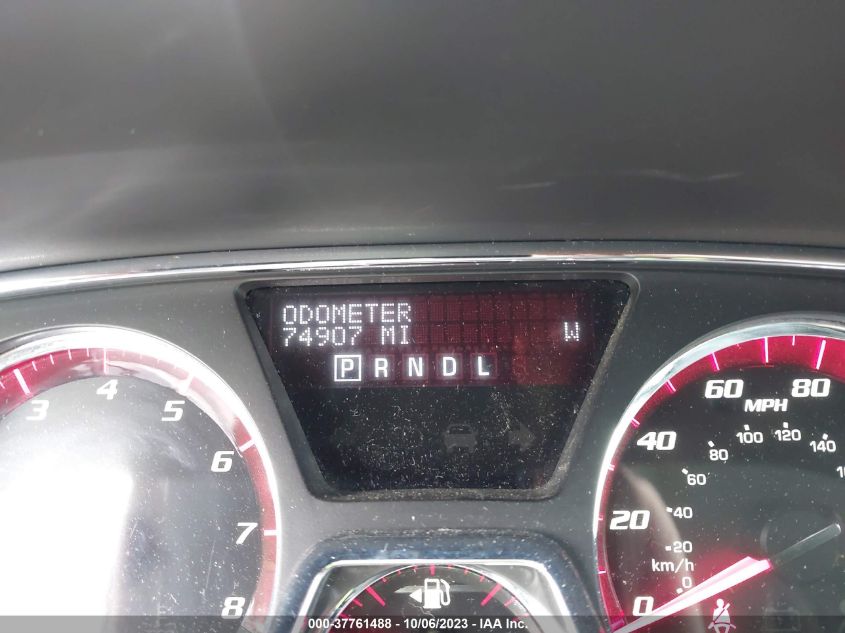 ODOMETER
74907 MI W
P R N D L
3 4 5 6 7 8
0 20 40 60 80
MPH
0 20 40 60 80 100 120 140
km/h
000-37761488 - 10/06/2023 - IAA Inc.